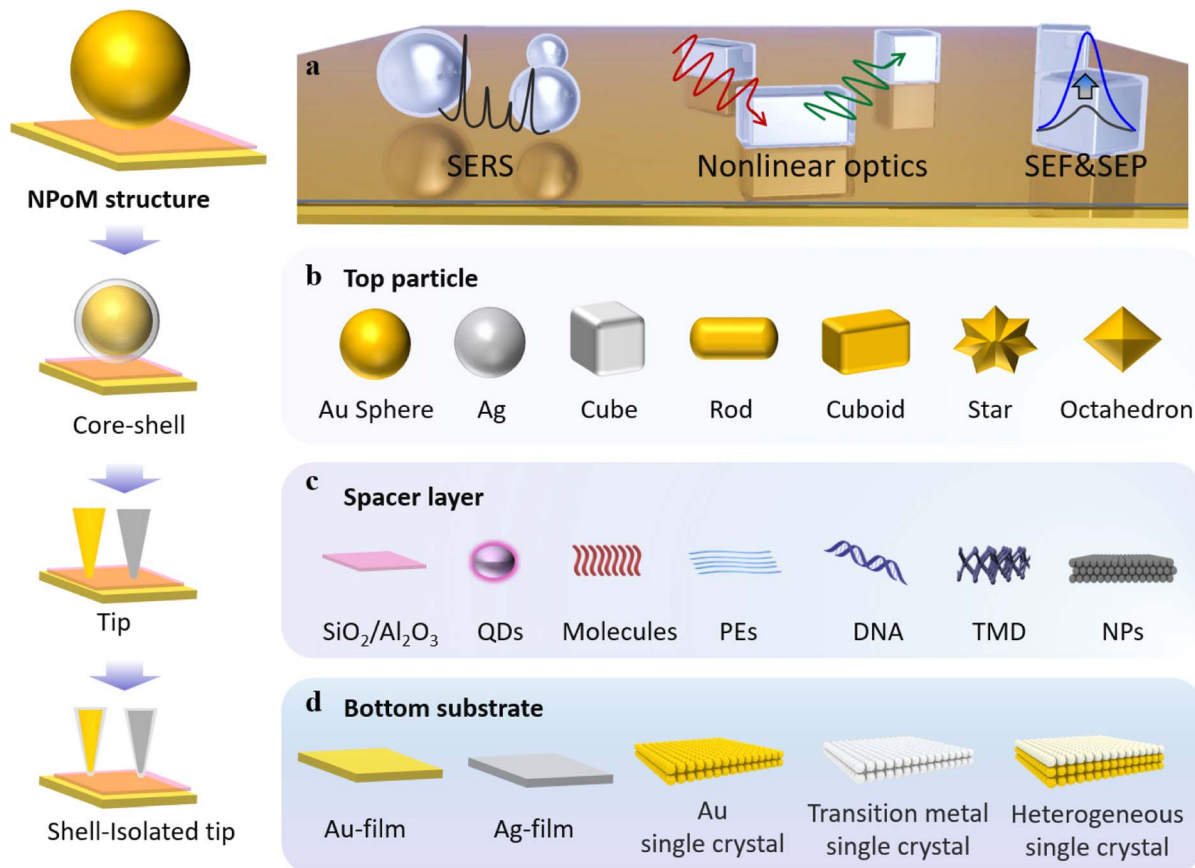 NPoM structure
Core-shell
Tip
Shell-Isolated tip
a
SERS
Nonlinear optics
SEF&SEP
b Top particle
Au Sphere
Ag
Cube
Rod
Cuboid
Star
Octahedron
c Spacer layer
SiO₂/Al₂O₃
QDs
Molecules
PEs
DNA
TMD
NPs
d Bottom substrate
Au-film
Ag-film
Au
single crystal
Transition metal
single crystal
Heterogeneous
single crystal